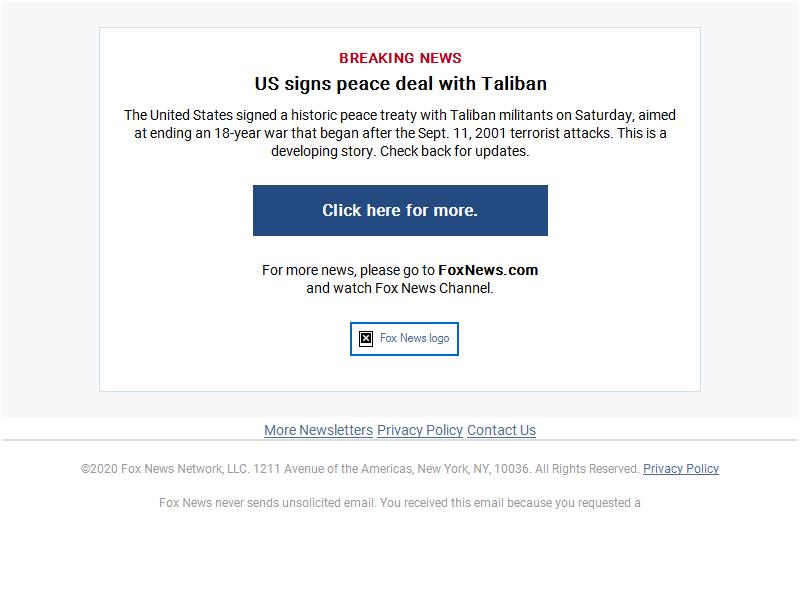 BREAKING NEWS
US signs peace deal with Taliban
The United States signed a historic peace treaty with Taliban militants on Saturday, aimed
at ending an 18-year war that began after the Sept. 11, 2001 terrorist attacks. This is a
developing story. Check back for updates.
Click here for more.
For more news, please go to FoxNews.com
and watch Fox News Channel.
Fox News logo
More Newsletters Privacy Policy Contact Us
©2020 Fox News Network, LLC. 1211 Avenue of the Americas, New York, NY, 10036. All Rights Reserved. Privacy Policy
Fox News never sends unsolicited email. You received this email because you requested a